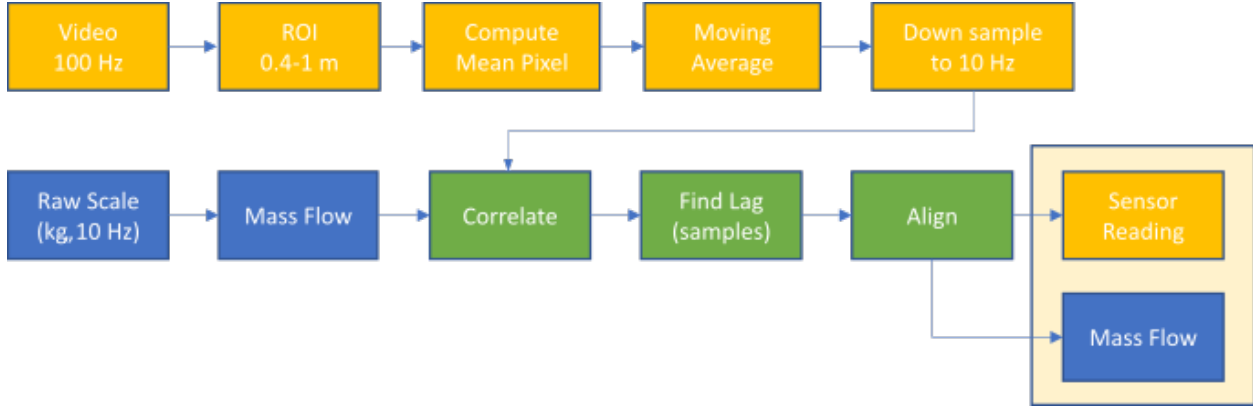 Video
100 Hz
ROI
0.4-1 m
Compute
Mean Pixel
Moving
Average
Down sample
to 10 Hz
Raw Scale
(kg, 10 Hz)
Mass Flow
Correlate
Find Lag
(samples)
Align
Sensor
Reading
Mass Flow